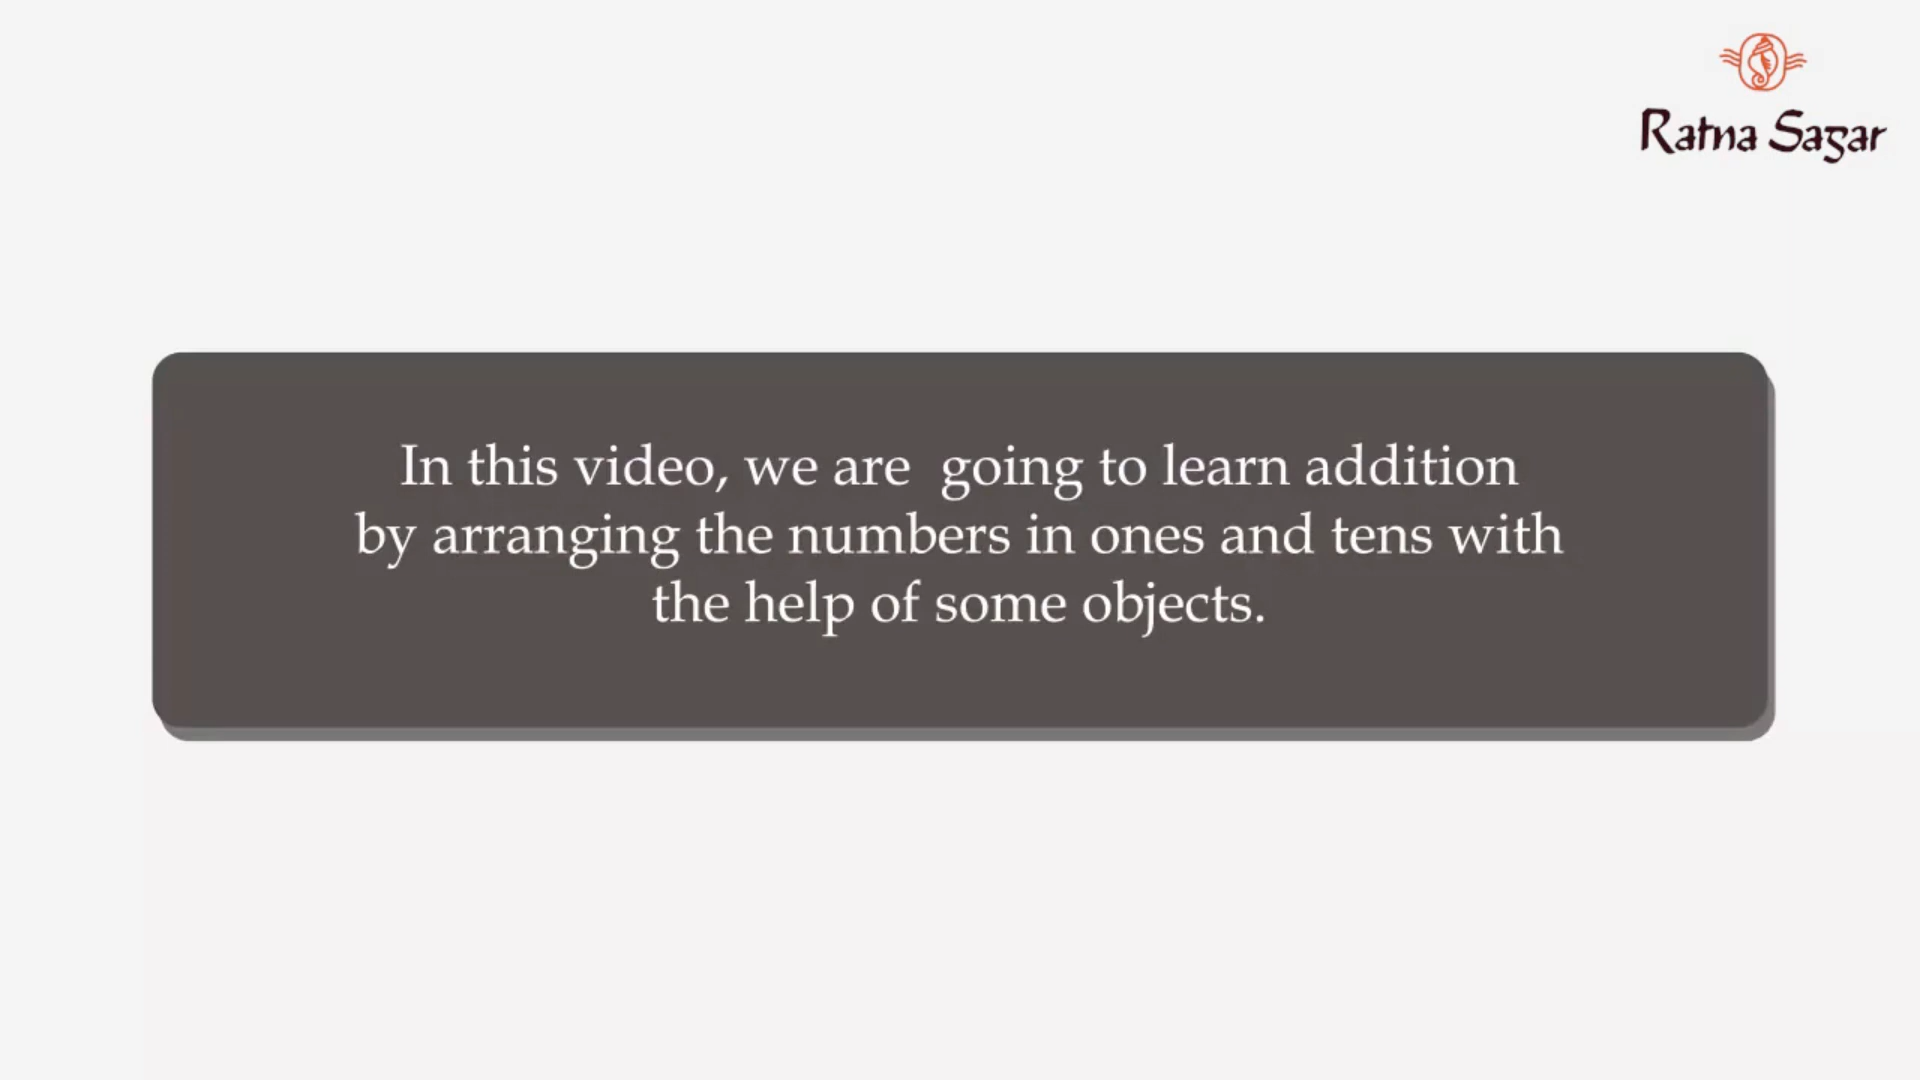 Ratna Sagar
In this video, we are  going to learn addition
by arranging the numbers in ones and tens with
the help of some objects.